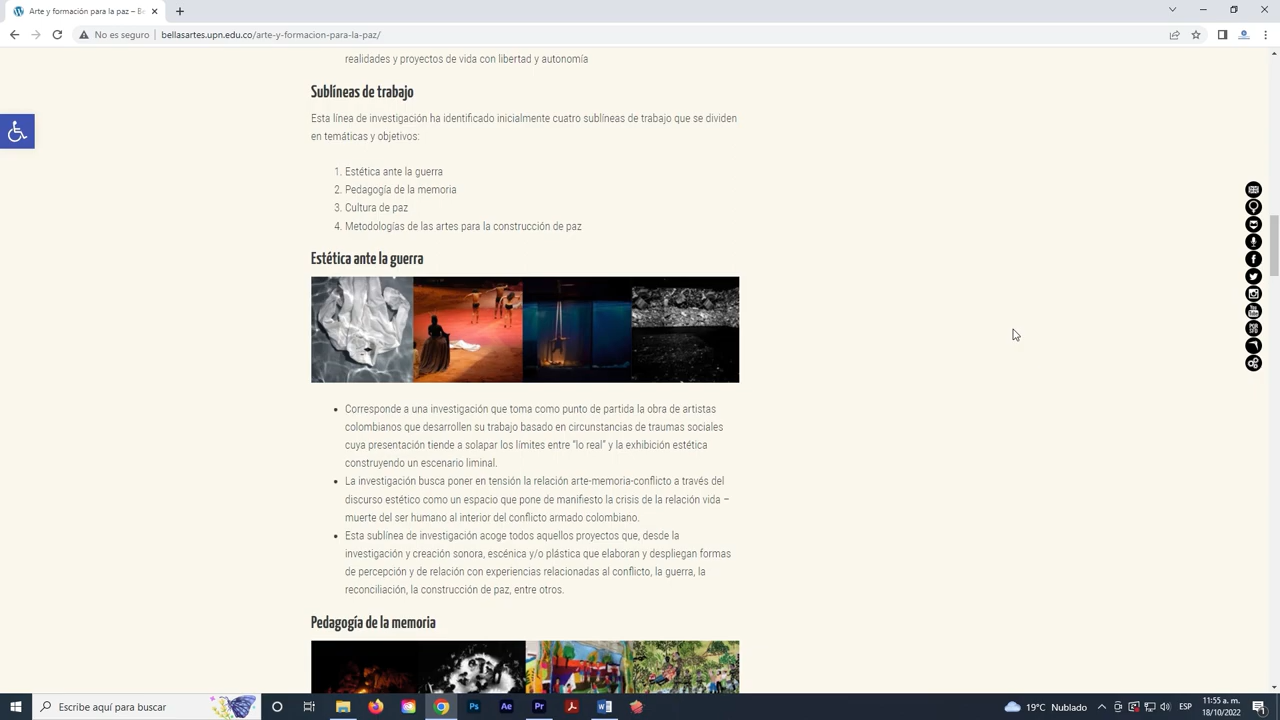 Arte y formación para la paz – Be
No es seguro
bellasartes.upn.edu.co/arte-y-formacion-para-la-paz/
realidades y proyectos de vida con libertad y autonomía
Sublíneas de trabajo
Esta línea de investigación ha identificado inicialmente cuatro sublíneas de trabajo que se dividen
en temáticas y objetivos:
1. Estética ante la guerra
2. Pedagogía de la memoria
3. Cultura de paz
4. Metodologías de las artes para la construcción de paz
Estética ante la guerra
Corresponde a una investigación que toma como punto de partida la obra de artistas
colombianos que desarrollen su trabajo basado en circunstancias de traumas sociales
cuya presentación tiende a solapar los límites entre "lo real" y la exhibición estética
construyendo un escenario liminal.
La investigación busca poner en tensión la relación arte-memoria-conflicto a través del
discurso estético como un espacio que pone de manifiesto la crisis de la relación vida –
muerte del ser humano al interior del conflicto armado colombiano.
Esta sublínea de investigación acoge todos aquellos proyectos que, desde la
investigación y creación sonora, escénica y/o plástica que elaboran y despliegan formas
de percepción y de relación con experiencias relacionadas al conflicto, la guerra, la
reconciliación, la construcción de paz, entre otros.
Pedagogía de la memoria
Escribe aquí para buscar
Ps
Ae
Pr
19°C Nublado
ESP
11:55 a. m.
18/10/2022